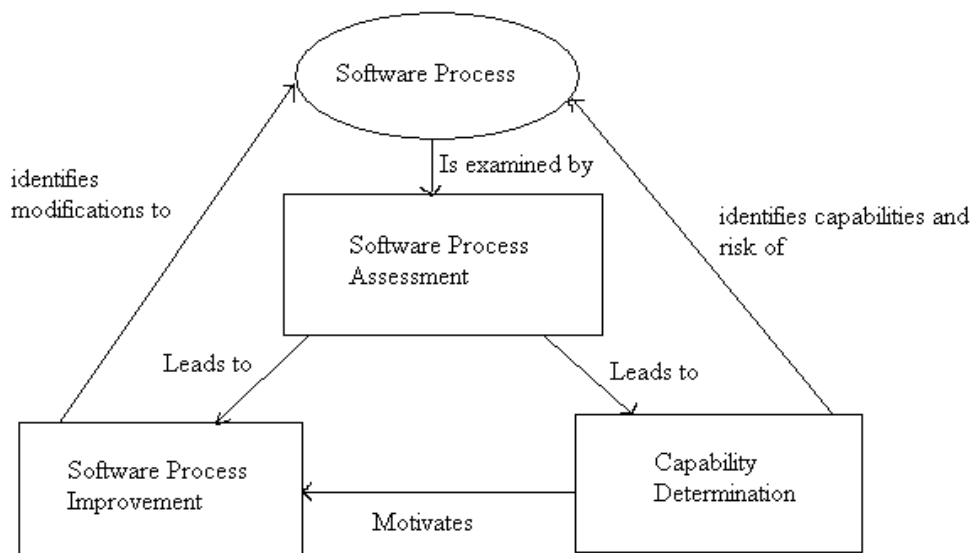 Software Process
Is examined by
identifies
modifications to
identifies capabilities and
risk of
Software Process
Assessment
Leads to
Leads to
Software Process
Improvement
Capability
Determination
Motivates